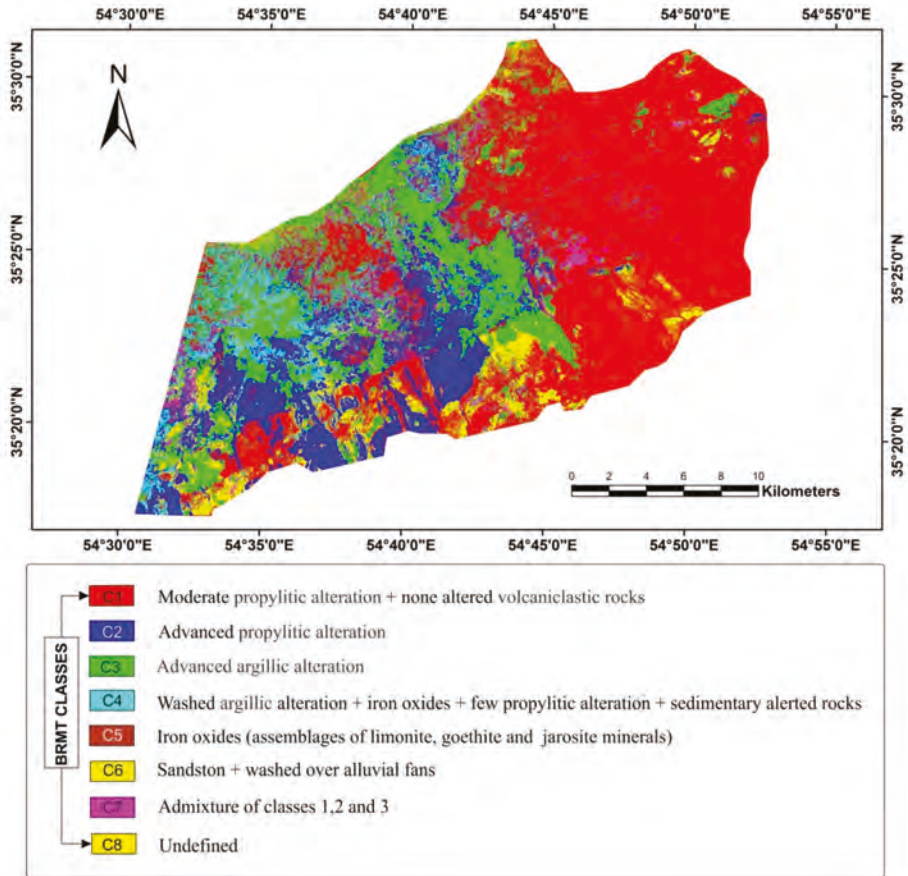 54°30'0"E 54°35'0"E 54°40'0"E 54°45'0"E 54°50'0"E 54°55'0"E
35°30'0"N
35°30'0"N
N
35°25'0"N
35°25'0"N
35°20'0"N
35°20'0"N
0 2 4 6 8 10
Kilometers
54°30'0"E 54°35'0"E 54°40'0"E 54°45'0"E 54°50'0"E 54°55'0"E
BRMT CLASSES
C1 Moderate propylitic alteration + none altered volcaniclastic rocks
C2 Advanced propylitic alteration
C3 Advanced argillic alteration
C4 Washed argillic alteration + iron oxides + few propylitic alteration + sedimentary alerted rocks
C5 Iron oxides (assemblages of limonite, goethite and jarosite minerals)
C6 Sandston + washed over alluvial fans
C7 Admixture of classes 1,2 and 3
C8 Undefined